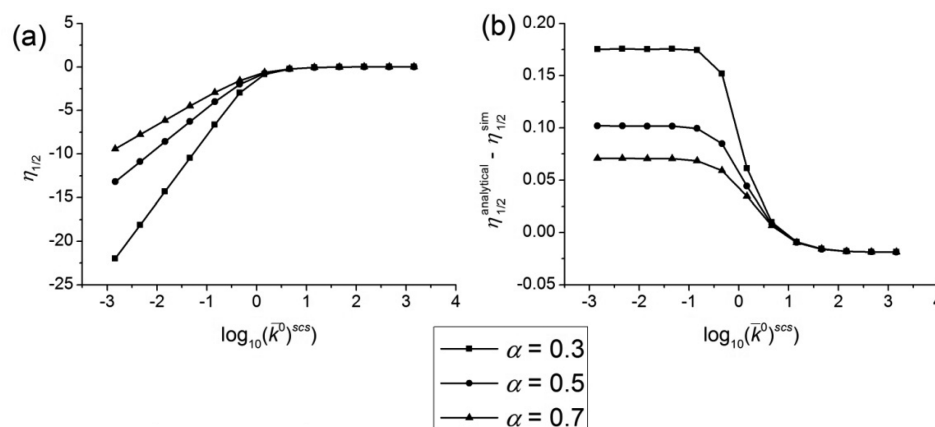 (a)
5
0
-5
-10
-15
-20
-25
η1/2
-3 -2 -1 0 1 2 3 4
log10(k̅0)scs)
(b)
0.20
0.15
0.10
0.05
0.00
0.05
η1/2analytical - η1/2sim
-3 -2 -1 0 1 2 3 4
log10(k̅0)scs)
α = 0.3
α = 0.5
α = 0.7